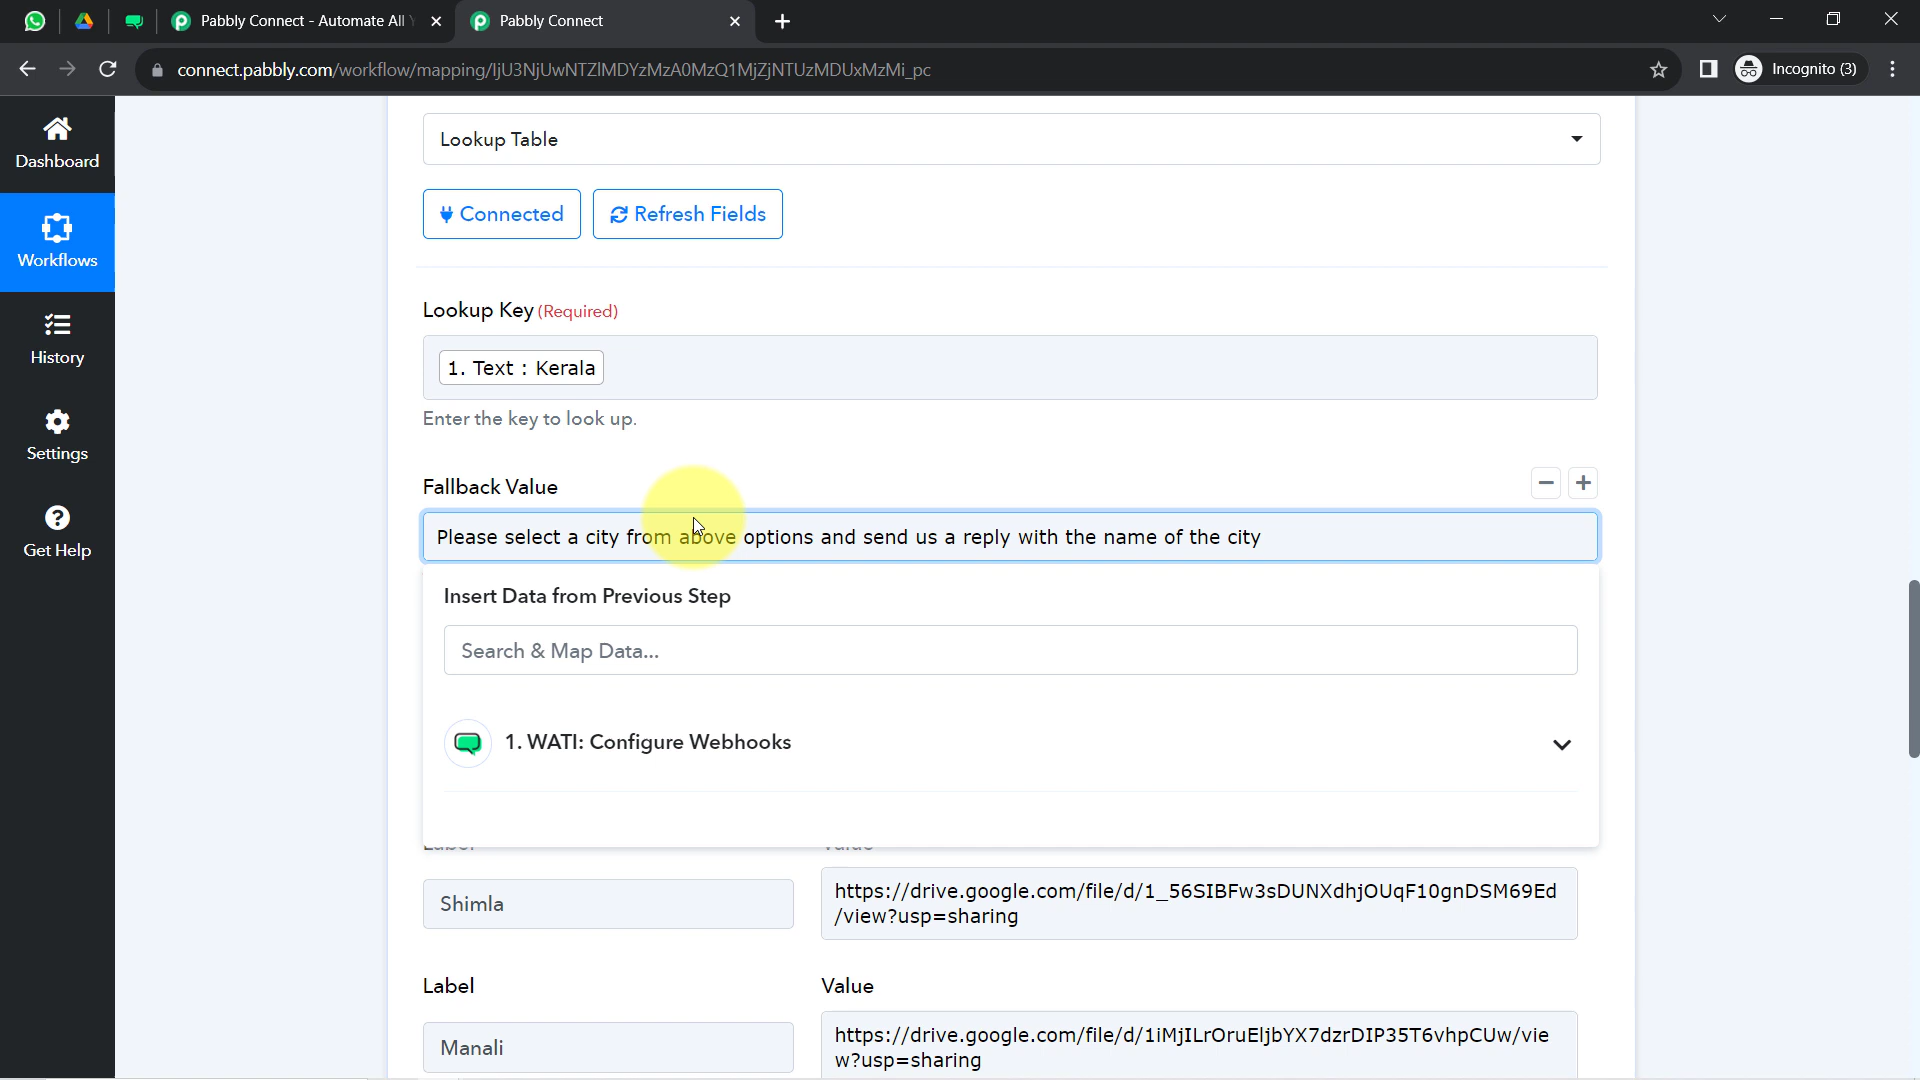 Pabbly Connect - Automate All
Pabbly Connect
connect.pabbly.com/workflow/mapping/IjU3NjUwNTZlMDYzMzA0MzQ1MjZjNTUzMDUxMzMi_pc
Incognito (3)
Dashboard
Workflows
History
Settings
Get Help
Lookup Table
Connected
Refresh Fields
Lookup Key (Required)
1. Text : Kerala
Enter the key to look up.
Fallback Value
Please select a city from above options and send us a reply with the name of the city
Insert Data from Previous Step
Search & Map Data...
1. WATI: Configure Webhooks
Shimla
https://drive.google.com/file/d/1_56SIBFw3sDUNXdhjOUqF10gnDSM69Ed
/view?usp=sharing
Label
Value
Manali
https://drive.google.com/file/d/1iMjILrOruEljbYX7dzrDIP35T6vhpCUw/vie
w?usp=sharing